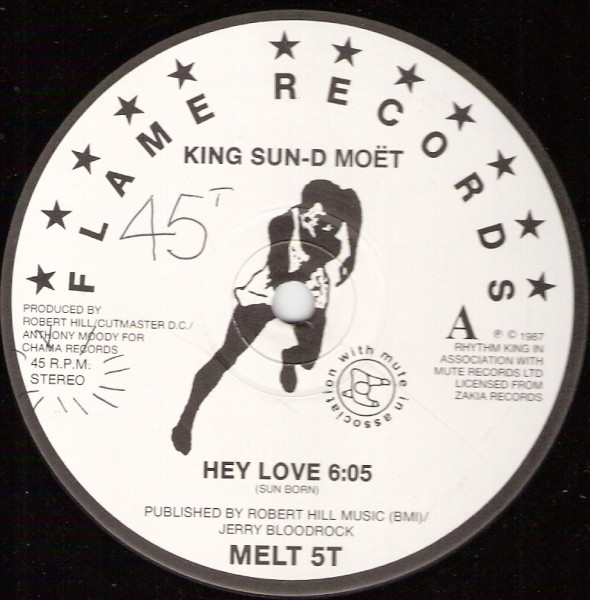 FLAME RECORDS
KING SUN-D MOËT
45T
PRODUCED BY
ROBERT HILL/CUTMASTER D.C./
ANTHONY MOODY FOR
CHAMA RECORDS
45 R.P.M.
STEREO
A
℗ © 1987
RHYTHM KING IN
ASSOCIATION WITH
MUTE RECORDS LTD
LICENSED FROM
ZAKIA RECORDS
in association with mute
HEY LOVE 6:05
(SUN BORN)
PUBLISHED BY ROBERT HILL MUSIC (BMI)/
JERRY BLOODROCK
MELT 5T